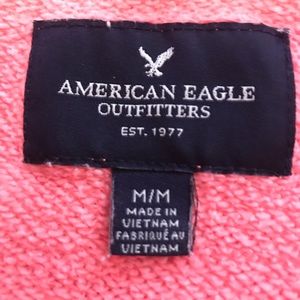 AMERICAN EAGLE
OUTFITTERS
EST. 1977
M/M
MADE IN
VIETNAM
FABRIQUÉ AU
VIETNAM